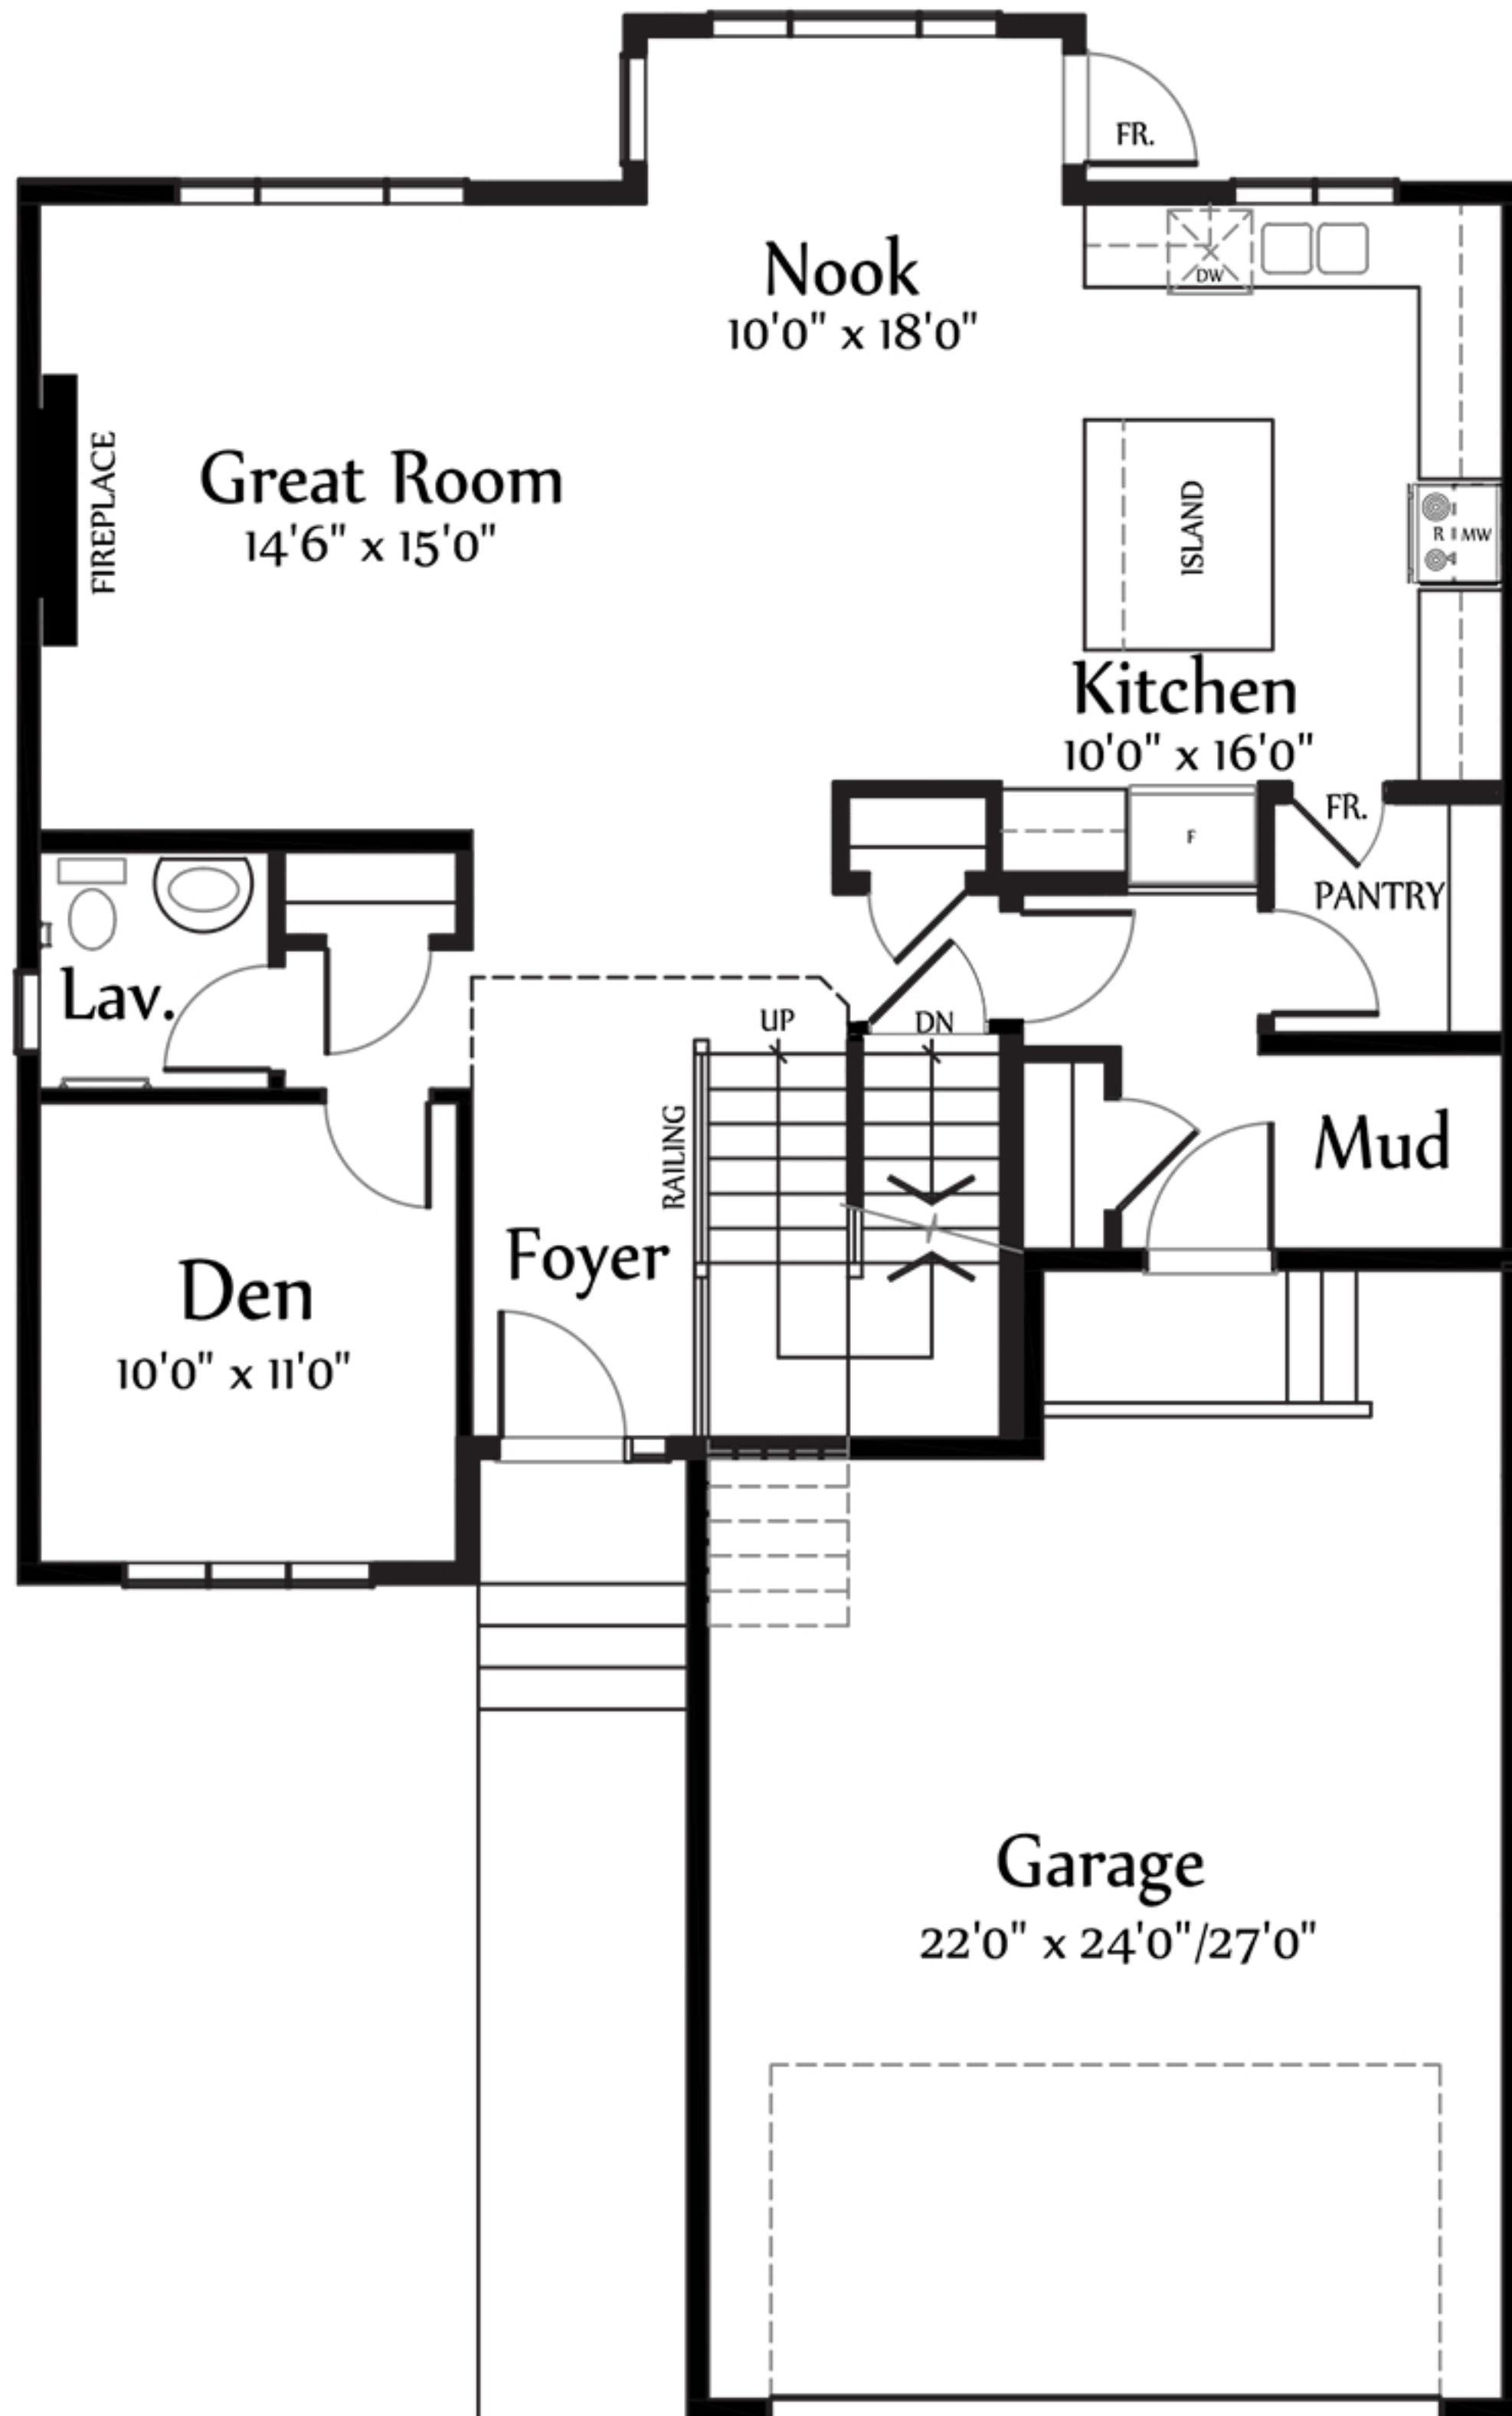 FR.
DW
Nook
10'0" x 18'0"
FIREPLACE
Great Room
14'6" x 15'0"
ISLAND
R
MW
Kitchen
10'0" x 16'0"
F
FR.
PANTRY
Lav.
UP
DN
RAILING
Mud
Foyer
Den
10'0" x 11'0"
Garage
22'0" x 24'0"/27'0"